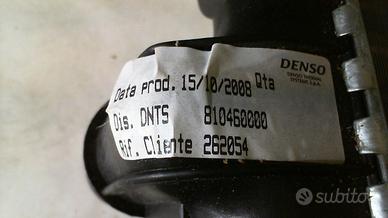 DENSO
DENSO THERMAL
SYSTEMS S.p.A.
Data prod. 15/10/2008 Qta
Dis. DNTS 810460000
Rif. Cliente 262054
subito